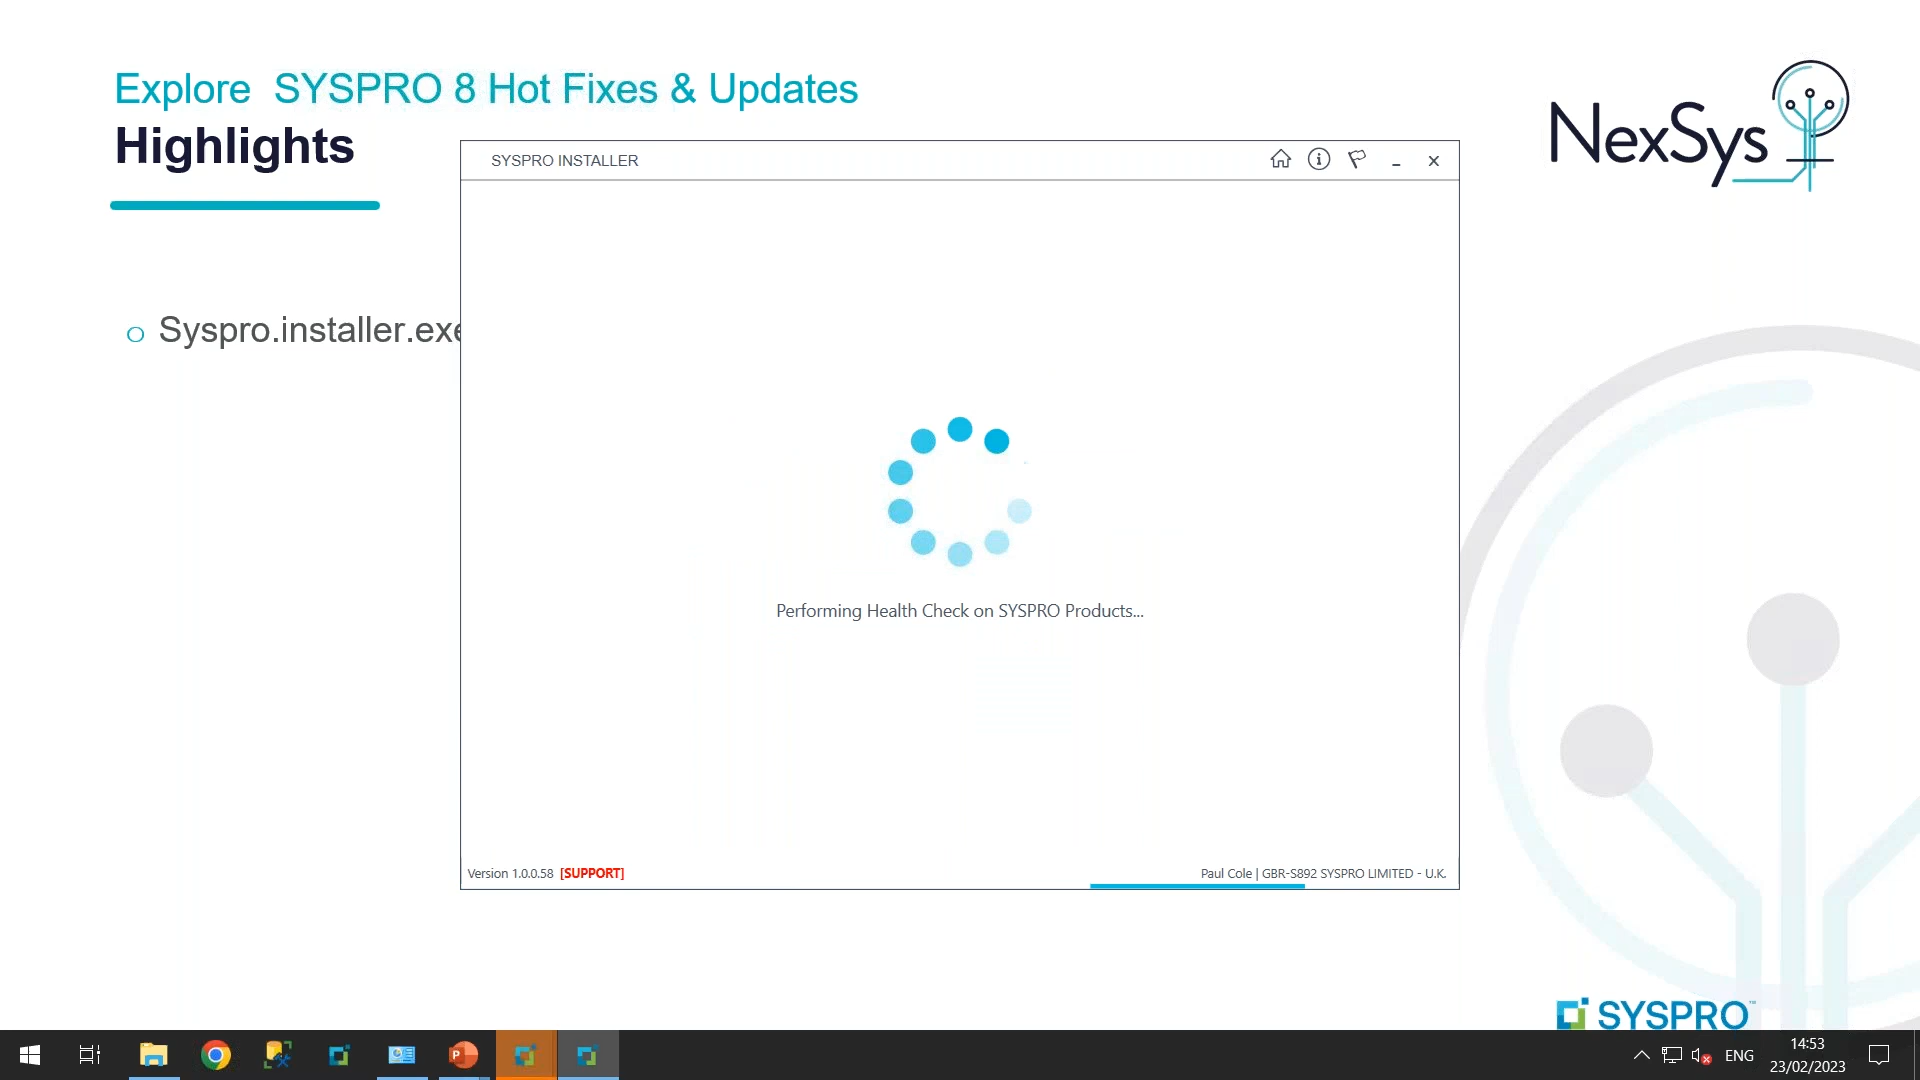 Explore  SYSPRO 8 Hot Fixes & Updates
Highlights
NexSys
SYSPRO INSTALLER
Syspro.installer.exe
Performing Health Check on SYSPRO Products...
Version 1.0.0.58 [SUPPORT]
Paul Cole | GBR-S892 SYSPRO LIMITED - U.K.
SYSPRO™
P
ENG
14:53
23/02/2023